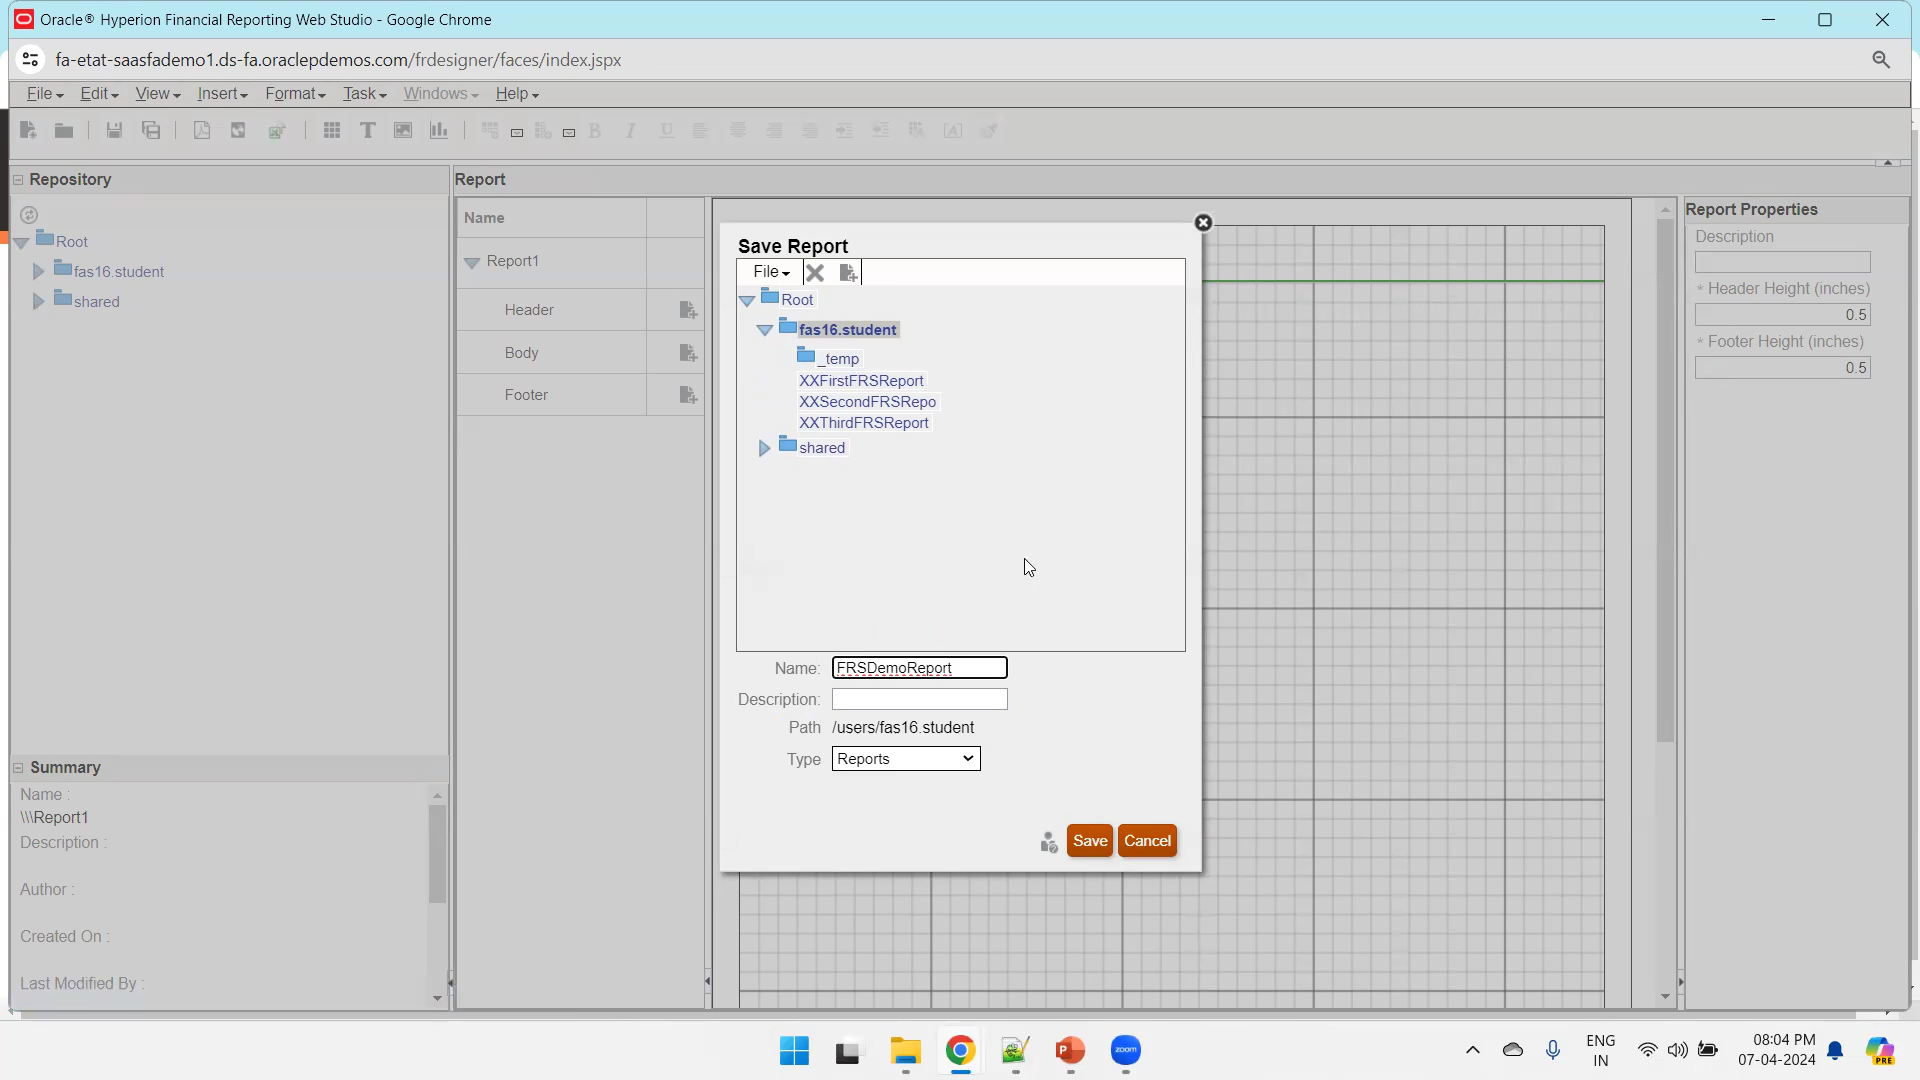 Oracle® Hyperion Financial Reporting Web Studio - Google Chrome
fa-etat-saasfademo1.ds-fa.oraclepdemos.com/frdesigner/faces/index.jspx
File Edit View Insert Format Task Windows Help
Repository
Root
fas16.student
shared
Report
Name
Report1
Header
Body
Footer
Save Report
File
Root
fas16.student
_temp
XXFirstFRSReport
XXSecondFRSRepo
XXThirdFRSReport
shared
Name: FRSDemoReport
Description:
Path /users/fas16.student
Type Reports
Save Cancel
Report Properties
Description
* Header Height (inches)
0.5
* Footer Height (inches)
0.5
Summary
Name :
\\\Report1
Description :
Author :
Created On :
Last Modified By :
zoom
ENG
IN
08:04 PM
07-04-2024
PRE